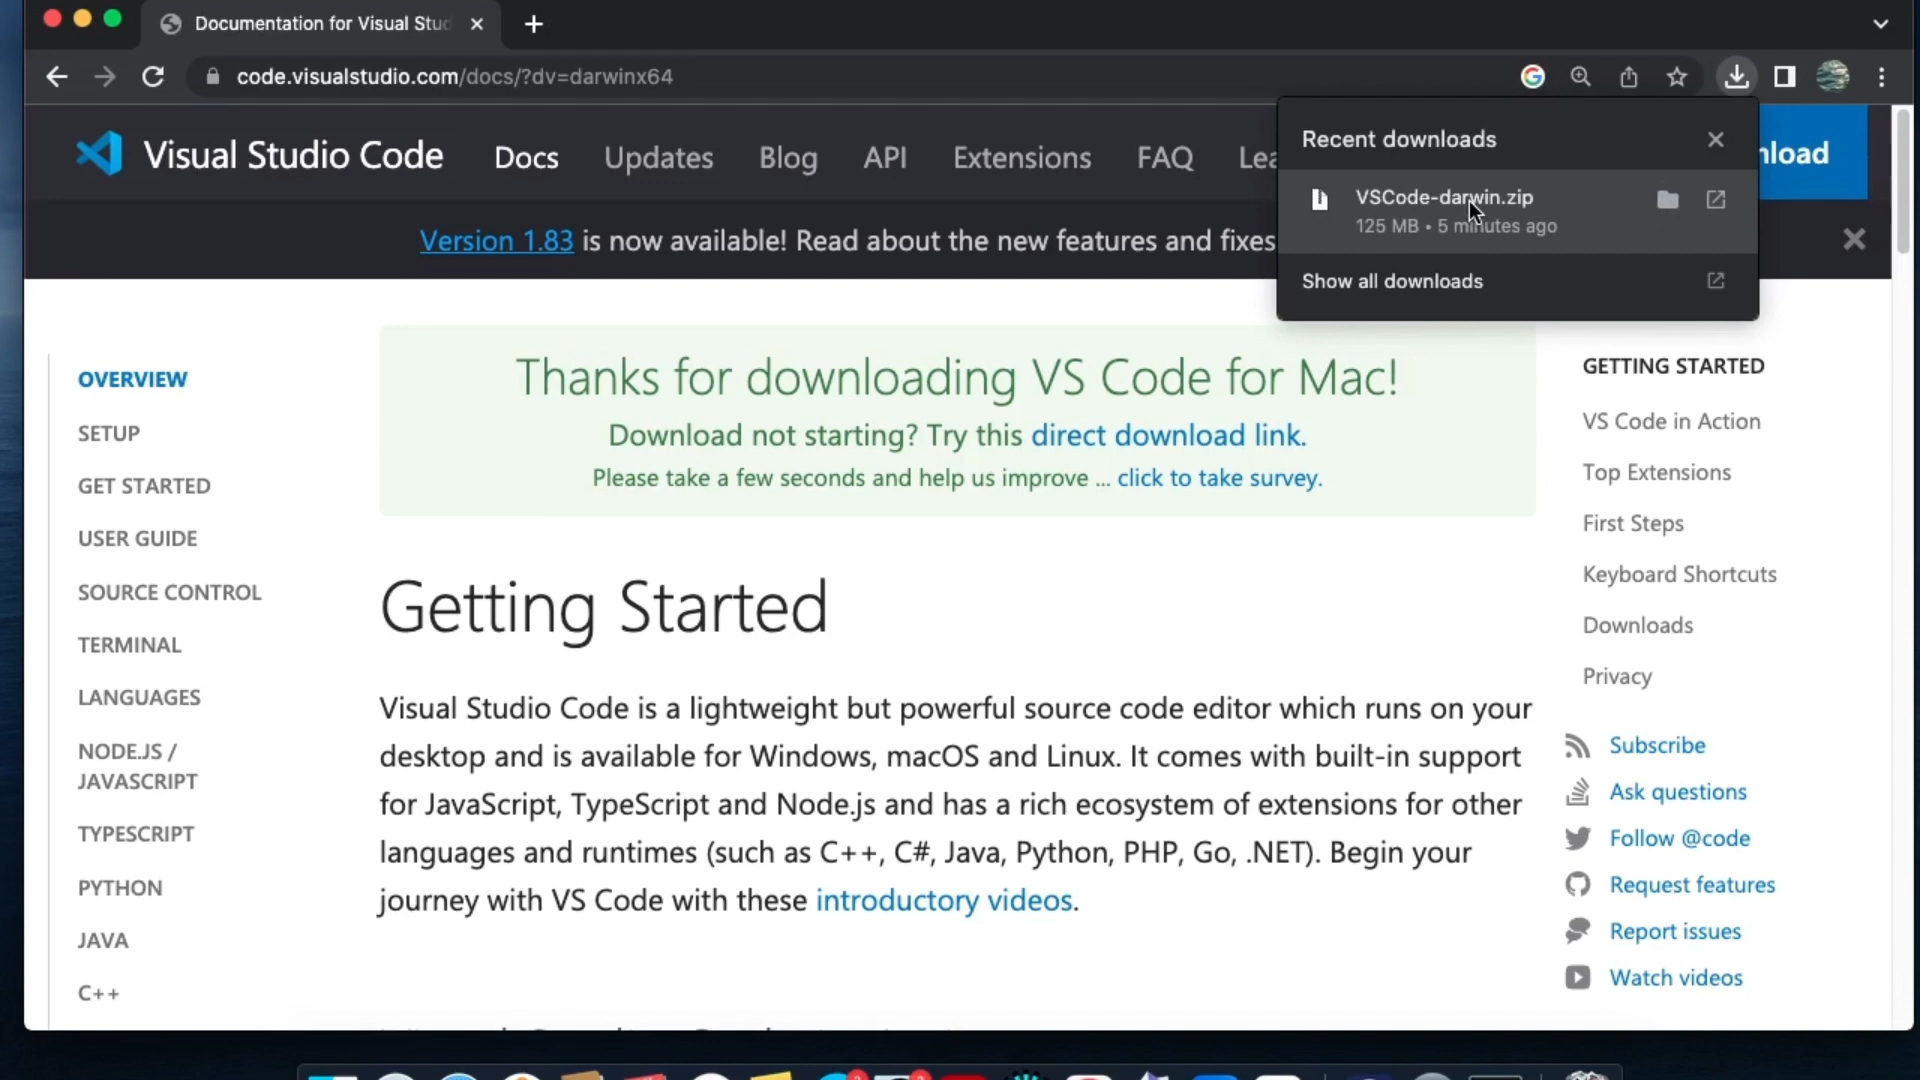 Documentation for Visual Stud
code.visualstudio.com/docs/?dv=darwinx64
Visual Studio Code
Docs
Updates
Blog
API
Extensions
FAQ
Recent downloads
VSCode-darwin.zip
125 MB • 5 minutes ago
Show all downloads
Version 1.83 is now available! Read about the new features and fixes
OVERVIEW
SETUP
GET STARTED
USER GUIDE
SOURCE CONTROL
TERMINAL
LANGUAGES
NODE.JS /
JAVASCRIPT
TYPESCRIPT
PYTHON
JAVA
C++
Thanks for downloading VS Code for Mac!
Download not starting? Try this direct download link.
Please take a few seconds and help us improve ... click to take survey.
Getting Started
Visual Studio Code is a lightweight but powerful source code editor which runs on your
desktop and is available for Windows, macOS and Linux. It comes with built-in support
for JavaScript, TypeScript and Node.js and has a rich ecosystem of extensions for other
languages and runtimes (such as C++, C#, Java, Python, PHP, Go, .NET). Begin your
journey with VS Code with these introductory videos.
GETTING STARTED
VS Code in Action
Top Extensions
First Steps
Keyboard Shortcuts
Downloads
Privacy
Subscribe
Ask questions
Follow @code
Request features
Report issues
Watch videos